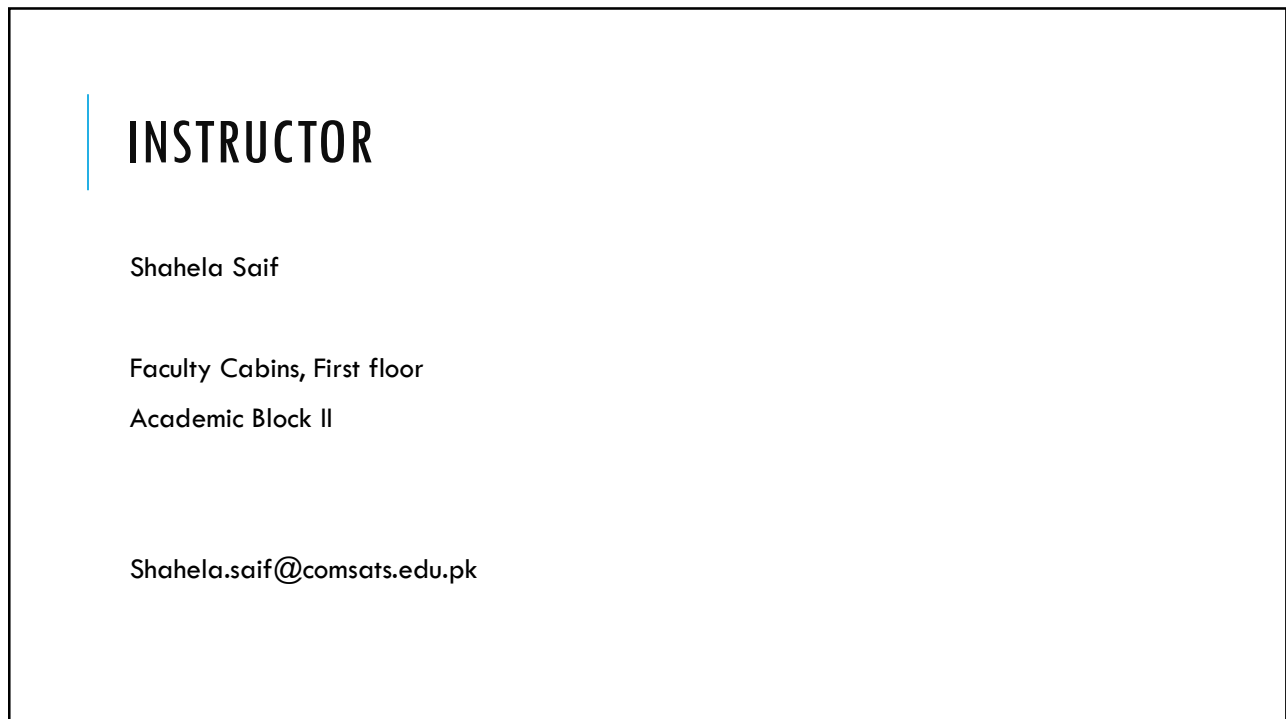 INSTRUCTOR
Shahela Saif
Faculty Cabins, First floor
Academic Block II
Shahela.saif@comsats.edu.pk